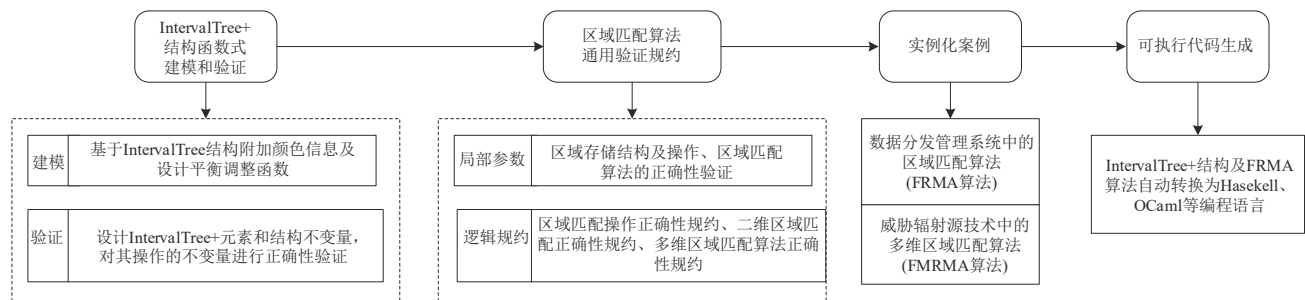 IntervalTree+
结构函数式
建模和验证
区域匹配算法
通用验证规约
实例化案例
可执行代码生成
建模
基于IntervalTree结构附加颜色信息及
设计平衡调整函数
验证
设计IntervalTree+元素和结构不变量，
对其操作的不变量进行正确性验证
局部参数
区域存储结构及操作、区域匹配
算法的正确性验证
逻辑规约
区域匹配操作正确性规约、二维区域匹
配正确性规约、多维区域匹配算法正确
性规约
数据分发管理系统中的
区域匹配算法
(FRMA算法)
威胁辐射源技术中的
多维区域匹配算法
(FMRMA算法)
IntervalTree+结构及FRMA
算法自动转换为Hasekell、
OCaml等编程语言